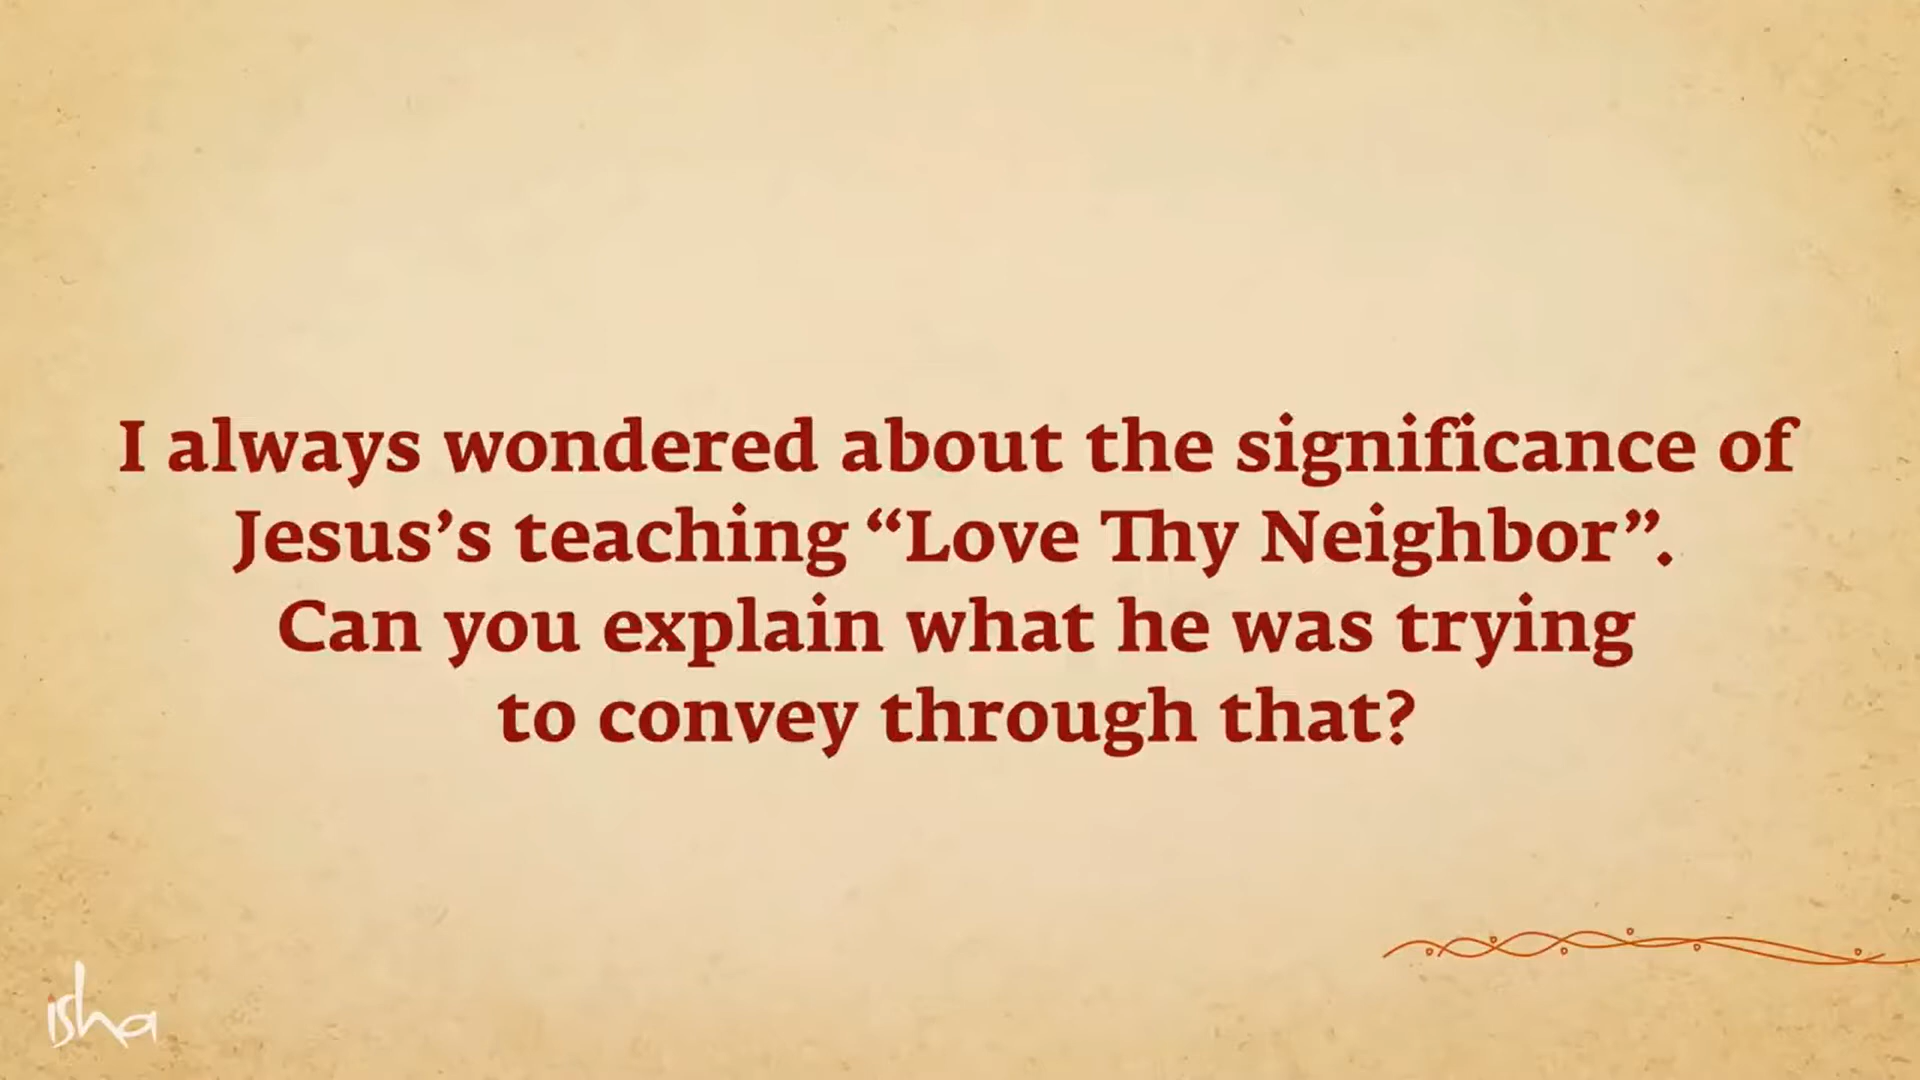 I always wondered about the significance of
Jesus’s teaching “Love Thy Neighbor”.
Can you explain what he was trying
to convey through that?
isha